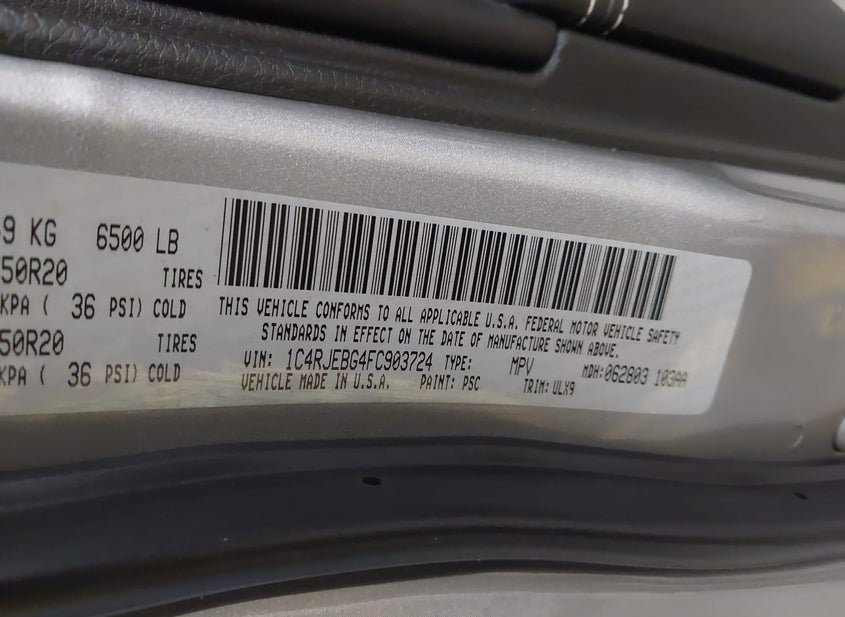 9 KG 6500 LB
50R20 TIRES
KPA ( 36 PSI) COLD
50R20 TIRES
KPA ( 36 PSI) COLD
THIS VEHICLE CONFORMS TO ALL APPLICABLE U.S.A. FEDERAL MOTOR VEHICLE SAFETY
STANDARDS IN EFFECT ON THE DATE OF MANUFACTURE SHOWN ABOVE.
VIN: 1C4RJEBG4FC903724 TYPE: MPV MDH: 062803 103AA
VEHICLE MADE IN U.S.A. PAINT: PSC TRIM: ULX9